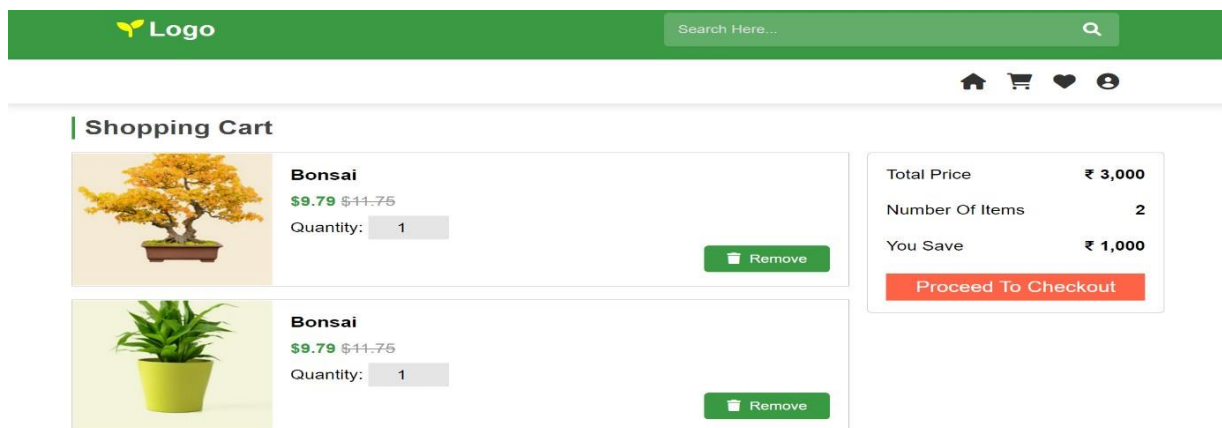 Logo
Search Here...
Shopping Cart
Bonsai
$9.79 $11.75
Quantity: 1
Remove
Bonsai
$9.79 $11.75
Quantity: 1
Remove
Total Price ₹ 3,000
Number Of Items 2
You Save ₹ 1,000
Proceed To Checkout